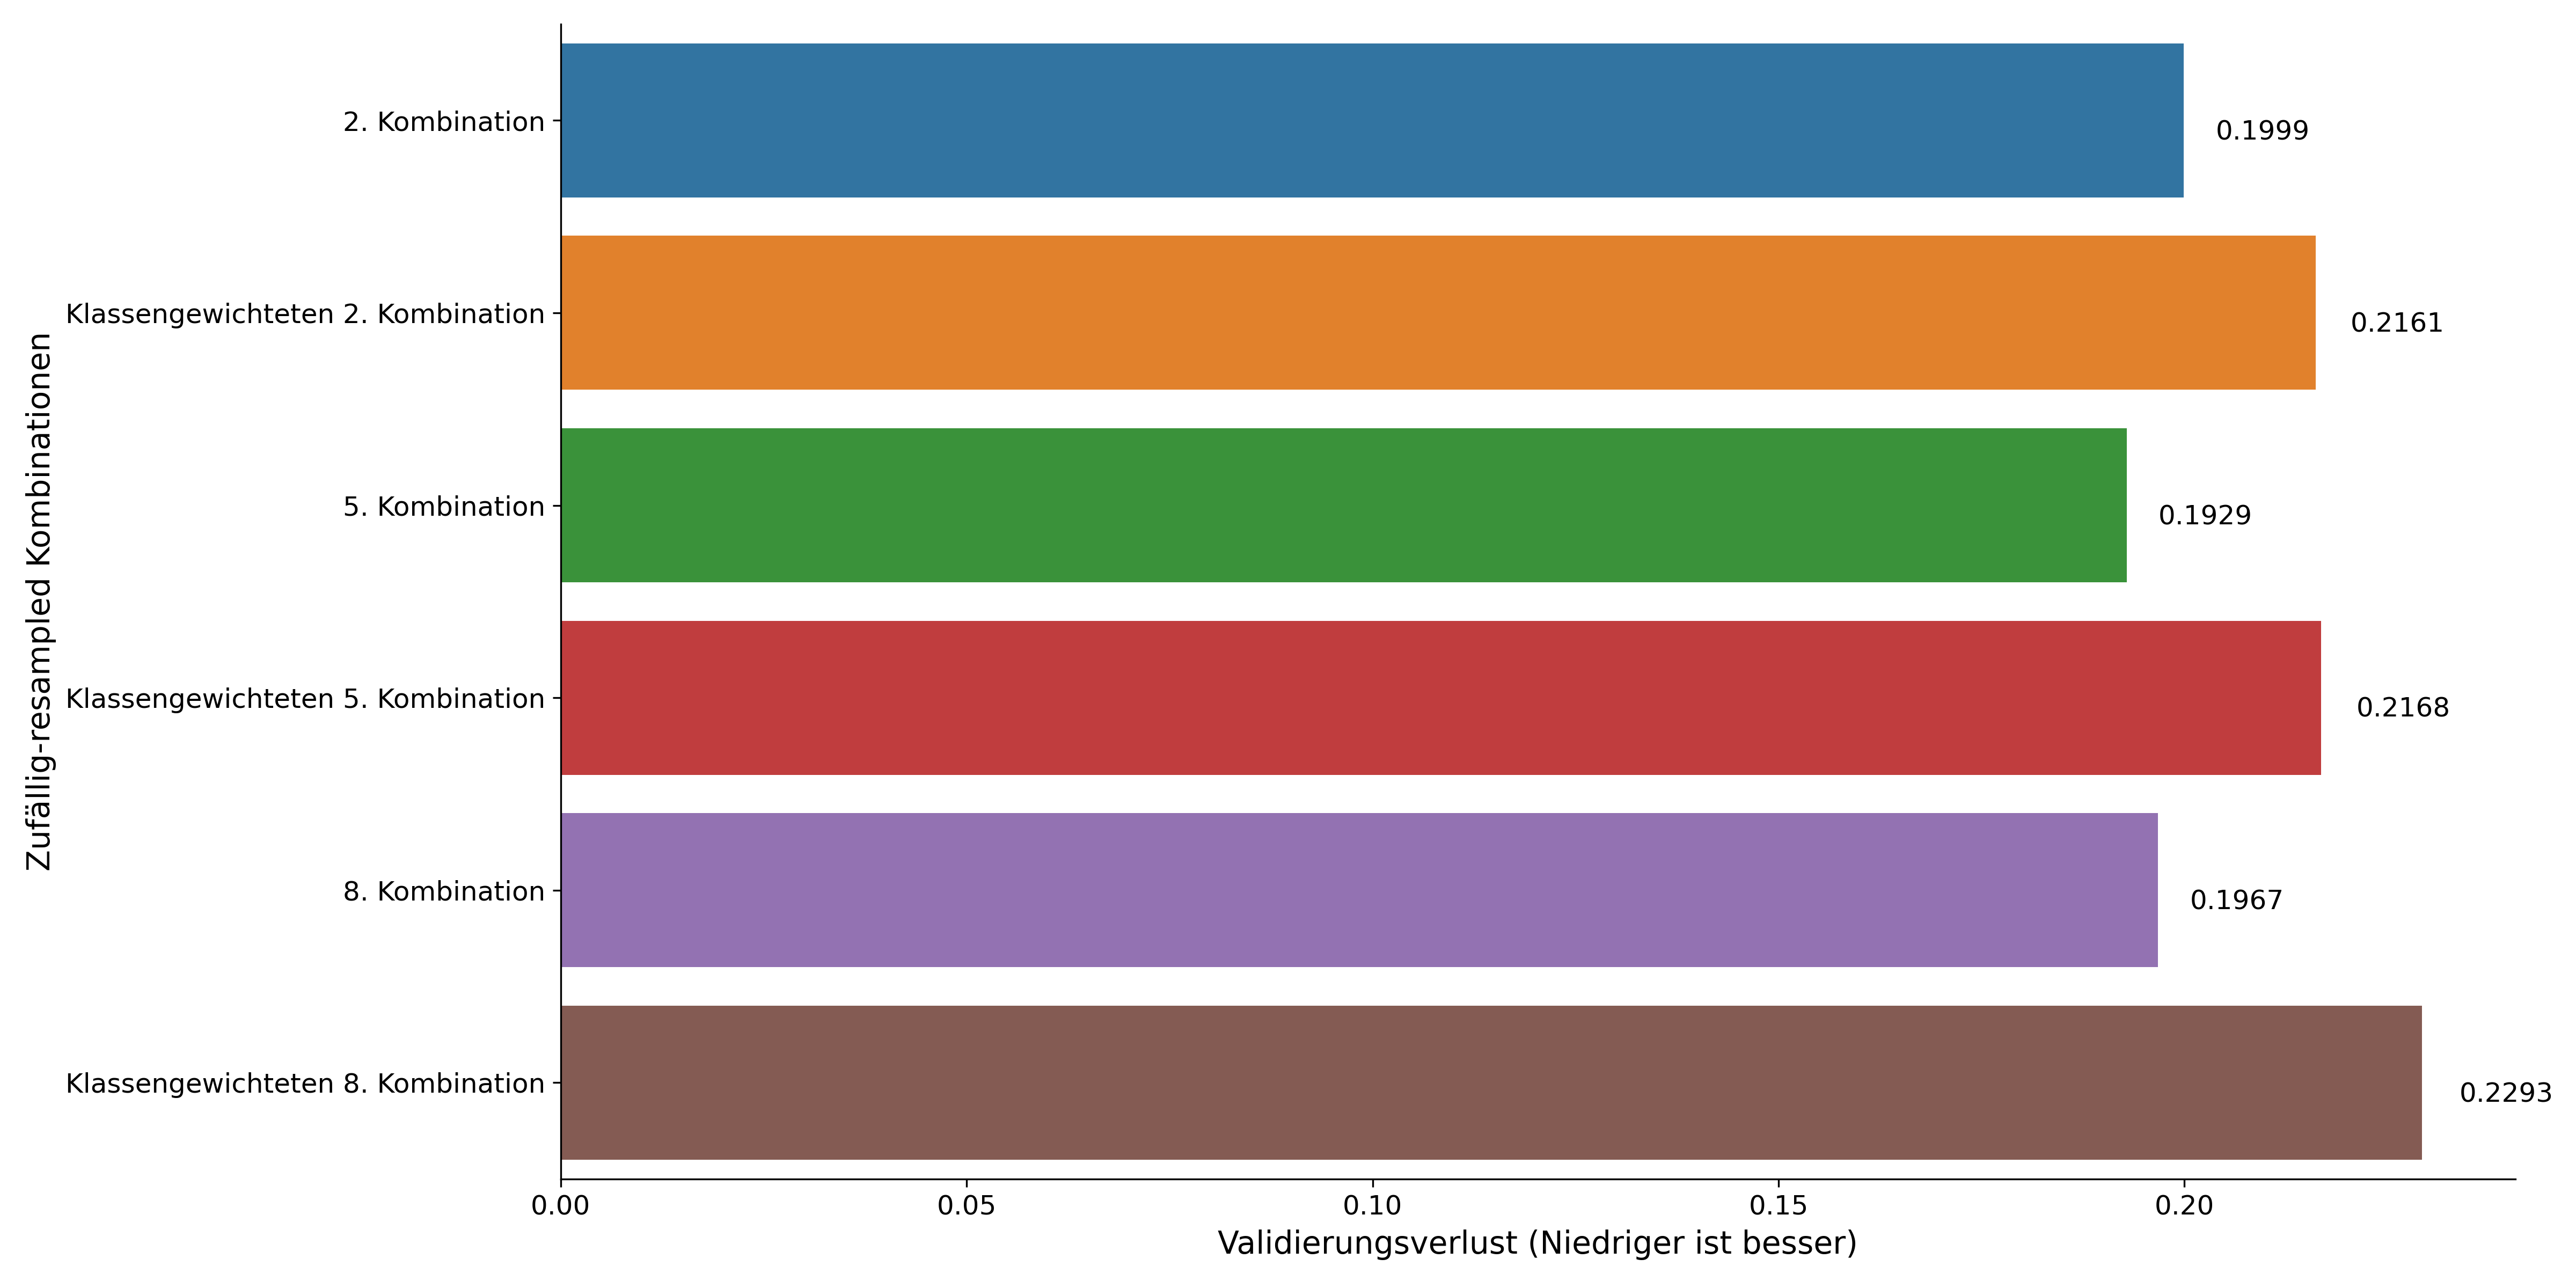 Zufällig-resampled Kombinationen
2. Kombination
0.1999
Klassengewichteten 2. Kombination
0.2161
5. Kombination
0.1929
Klassengewichteten 5. Kombination
0.2168
8. Kombination
0.1967
Klassengewichteten 8. Kombination
0.2293
0.00 0.05 0.10 0.15 0.20
Validierungsverlust (Niedriger ist besser)